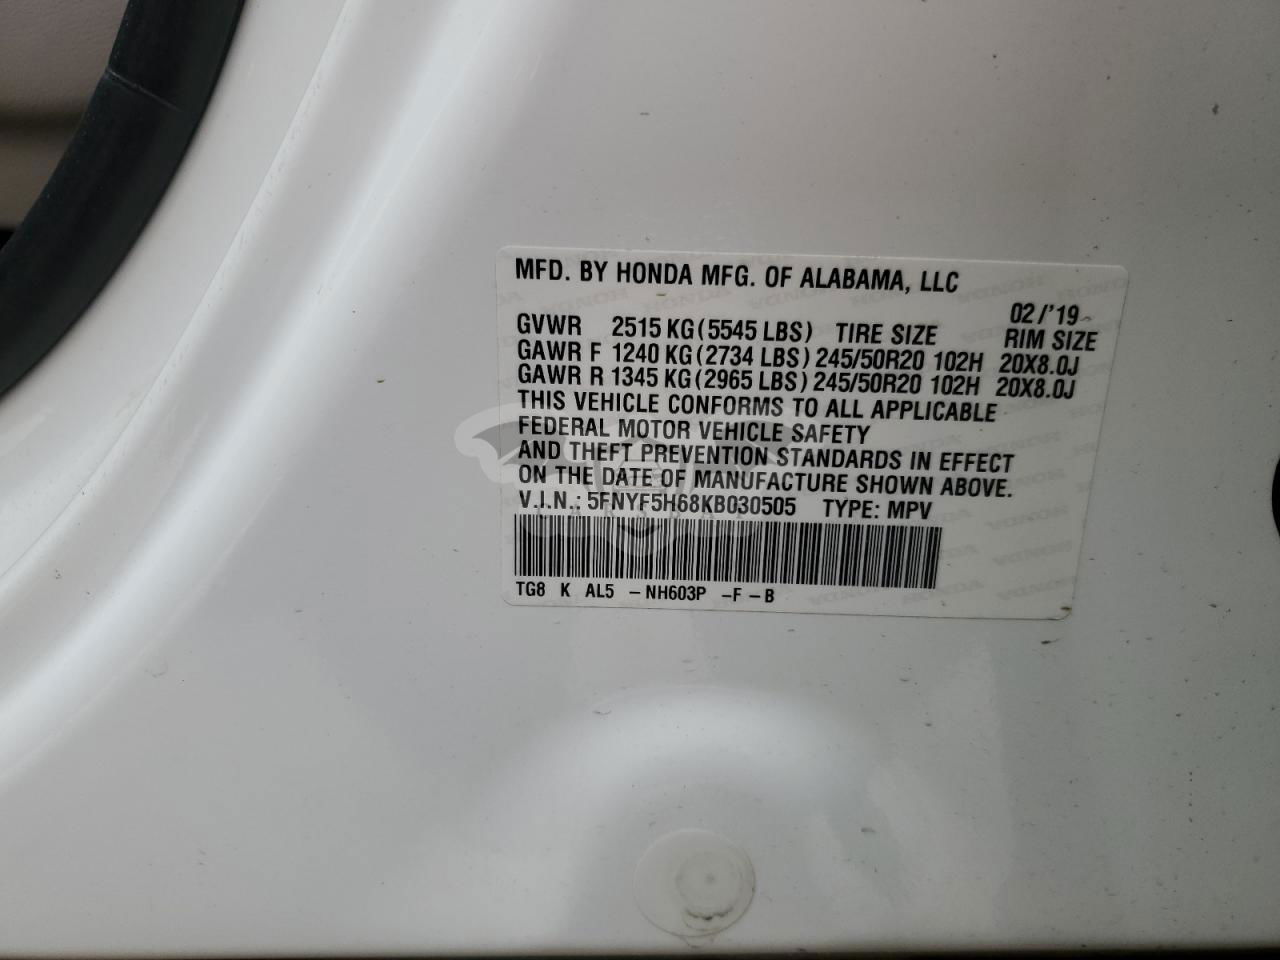 MFD. BY HONDA MFG. OF ALABAMA, LLC
02/'19
GVWR 2515 KG (5545 LBS) TIRE SIZE RIM SIZE
GAWR F 1240 KG (2734 LBS) 245/50R20 102H 20X8.0J
GAWR R 1345 KG (2965 LBS) 245/50R20 102H 20X8.0J
THIS VEHICLE CONFORMS TO ALL APPLICABLE
FEDERAL MOTOR VEHICLE SAFETY
AND THEFT PREVENTION STANDARDS IN EFFECT
ON THE DATE OF MANUFACTURE SHOWN ABOVE.
V.I.N.: 5FNYF5H68KB030505 TYPE: MPV
TG8 K AL5 – NH603P –F – B